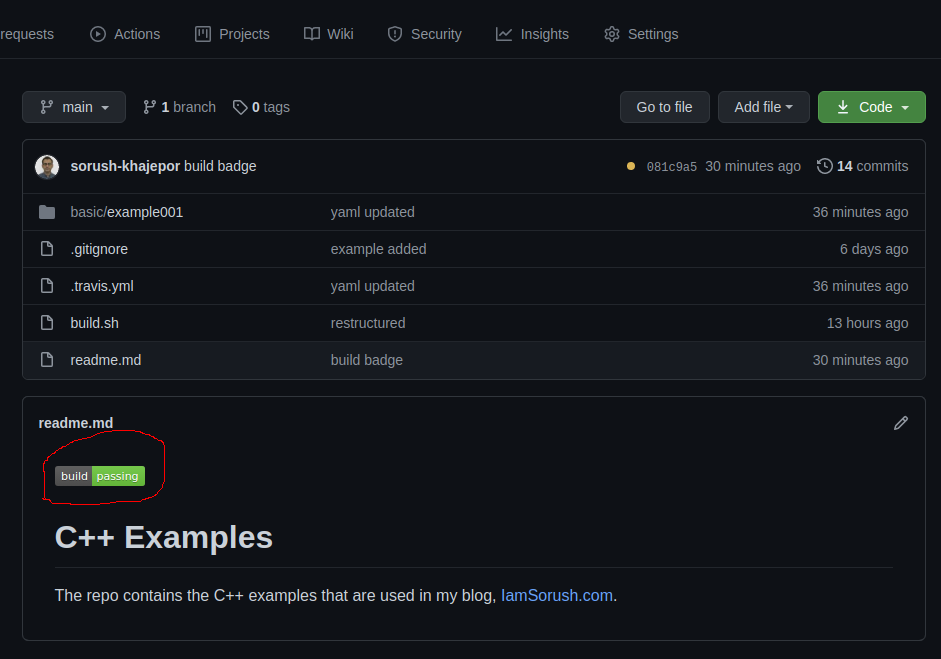 requests Actions Projects Wiki Security Insights Settings
main 1 branch 0 tags Go to file Add file Code
sorush-khajepor build badge 081c9a5 30 minutes ago 14 commits
basic/example001 yaml updated 36 minutes ago
.gitignore example added 6 days ago
.travis.yml yaml updated 36 minutes ago
build.sh restructured 13 hours ago
readme.md build badge 30 minutes ago
readme.md
build passing
C++ Examples
The repo contains the C++ examples that are used in my blog, IamSorush.com.